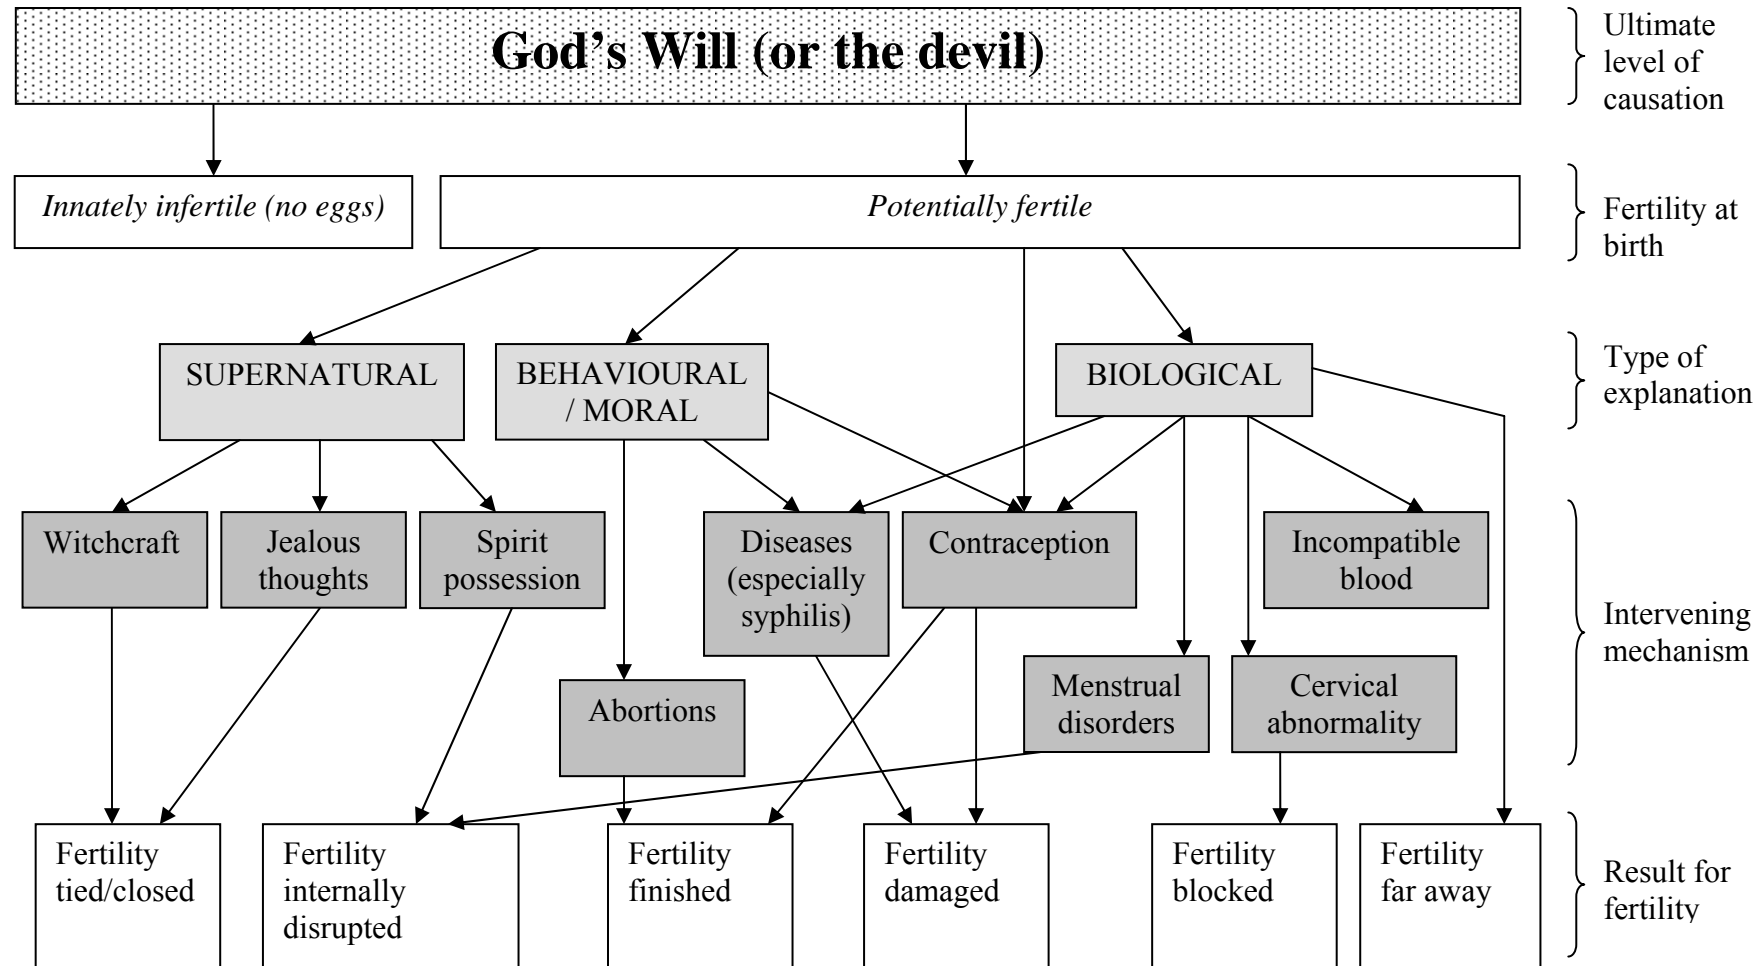 God's Will (or the devil)
Ultimate
level of
causation
Innately infertile (no eggs)
Potentially fertile
Fertility at
birth
SUPERNATURAL
BEHAVIOURAL
/ MORAL
BIOLOGICAL
Type of
explanation
Witchcraft
Jealous
thoughts
Spirit
possession
Diseases
(especially
syphilis)
Contraception
Incompatible
blood
Abortions
Menstrual
disorders
Cervical
abnormality
Intervening
mechanism
Fertility
tied/closed
Fertility
internally
disrupted
Fertility
finished
Fertility
damaged
Fertility
blocked
Fertility
far away
Result for
fertility